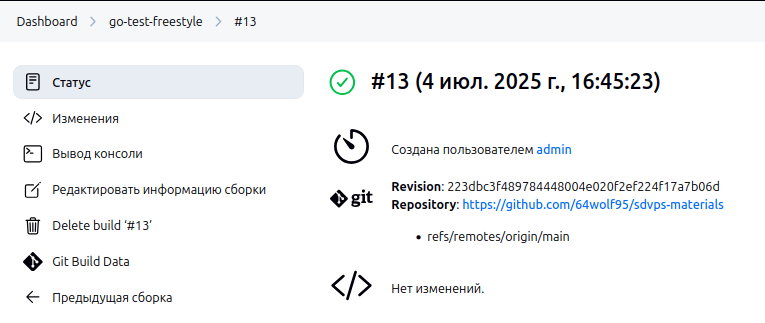 Dashboard > go-test-freestyle > #13
Статус
Изменения
Вывод консоли
Редактировать информацию сборки
Delete build ‘#13’
Git Build Data
Предыдущая сборка
#13 (4 июл. 2025 г., 16:45:23)
Создана пользователем admin
git
Revision: 223dbc3f489784448004e020f2ef224f17a7b06d
Repository: https://github.com/64wolf95/sdvps-materials
• refs/remotes/origin/main
Нет изменений.